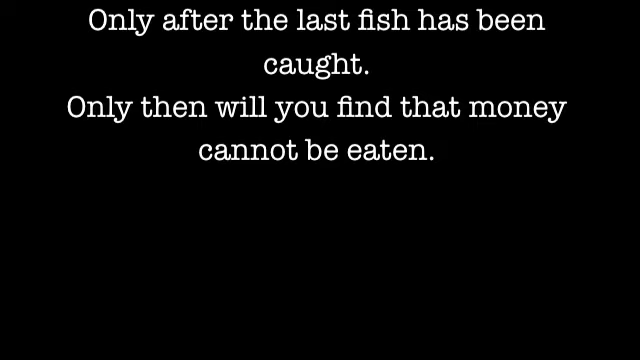 Only after the last fish has been
caught.
Only then will you find that money
cannot be eaten.